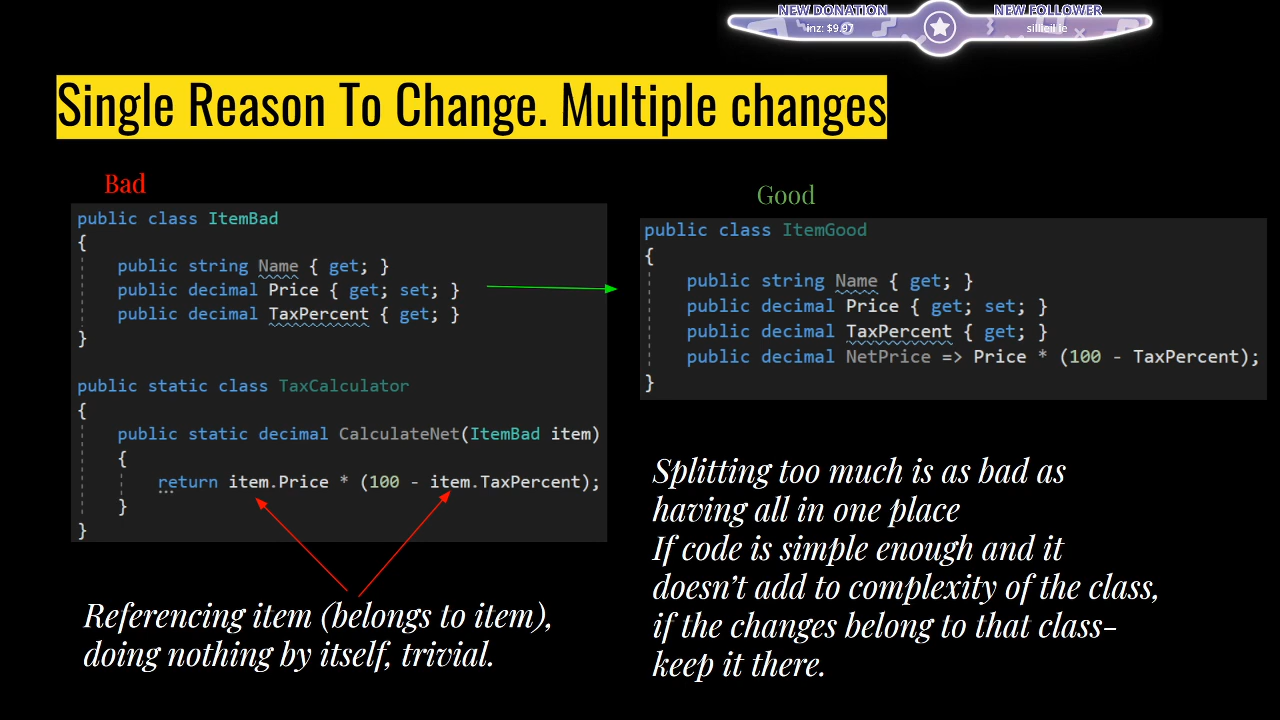 NEW DONATION
inz: $9.97
NEW FOLLOWER
Single Reason To Change. Multiple changes
Bad
public class ItemBad
{
public string Name { get; }
public decimal Price { get; set; }
public decimal TaxPercent { get; }
}
public static class TaxCalculator
{
public static decimal CalculateNet(ItemBad item)
{
return item.Price * (100 - item.TaxPercent);
}
}
Referencing item (belongs to item),
doing nothing by itself, trivial.
Good
public class ItemGood
{
public string Name { get; }
public decimal Price { get; set; }
public decimal TaxPercent { get; }
public decimal NetPrice => Price * (100 - TaxPercent);
}
Splitting too much is as bad as
having all in one place
If code is simple enough and it
doesn’t add to complexity of the class,
if the changes belong to that class–
keep it there.